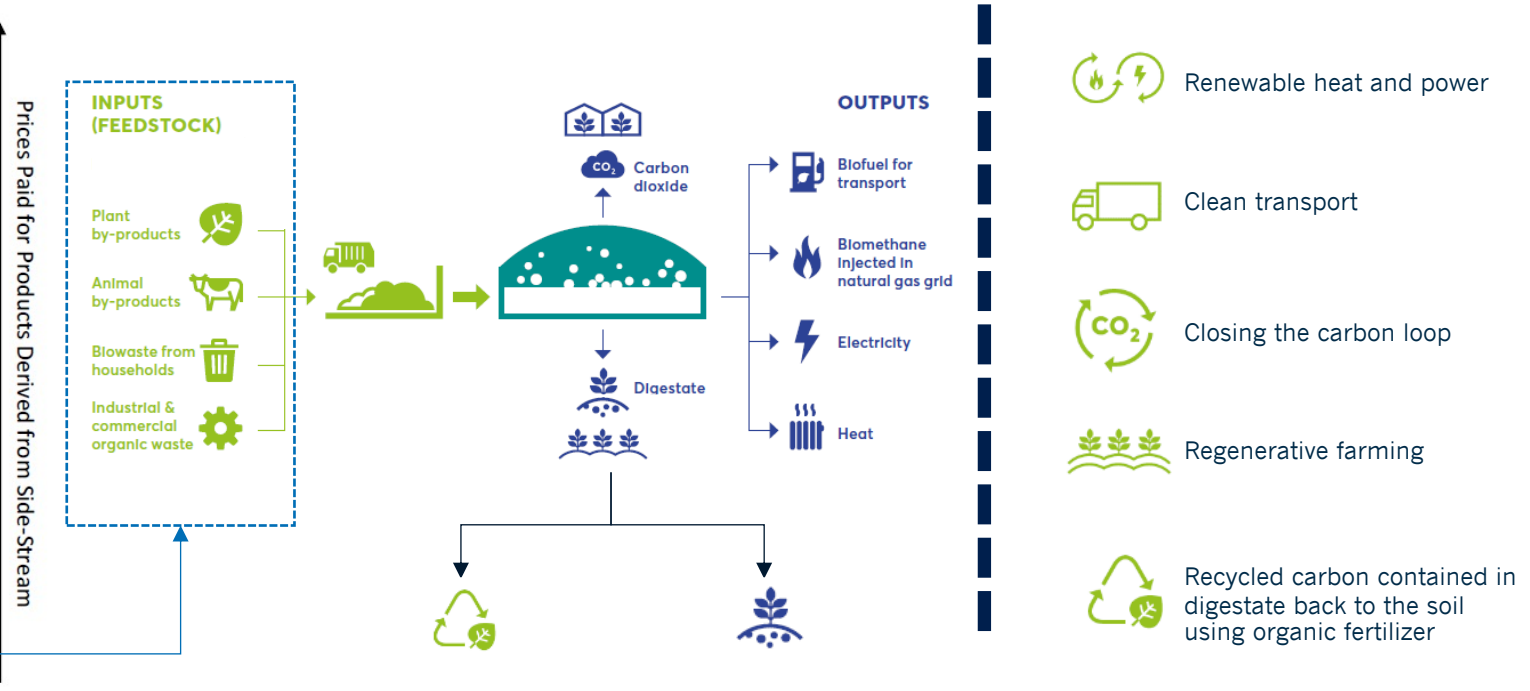 Prices Paid for Products Derived from Side-Stream
INPUTS
(FEEDSTOCK)
Plant
by-products
Animal
by-products
Biowaste from
households
Industrial &
commercial
organic waste
CO2
Carbon
dioxide
Digestate
OUTPUTS
Biofuel for
transport
Biomethane
injected in
natural gas grid
Electricity
Heat
Renewable heat and power
Clean transport
CO2
Closing the carbon loop
Regenerative farming
Recycled carbon contained in
digestate back to the soil
using organic fertilizer